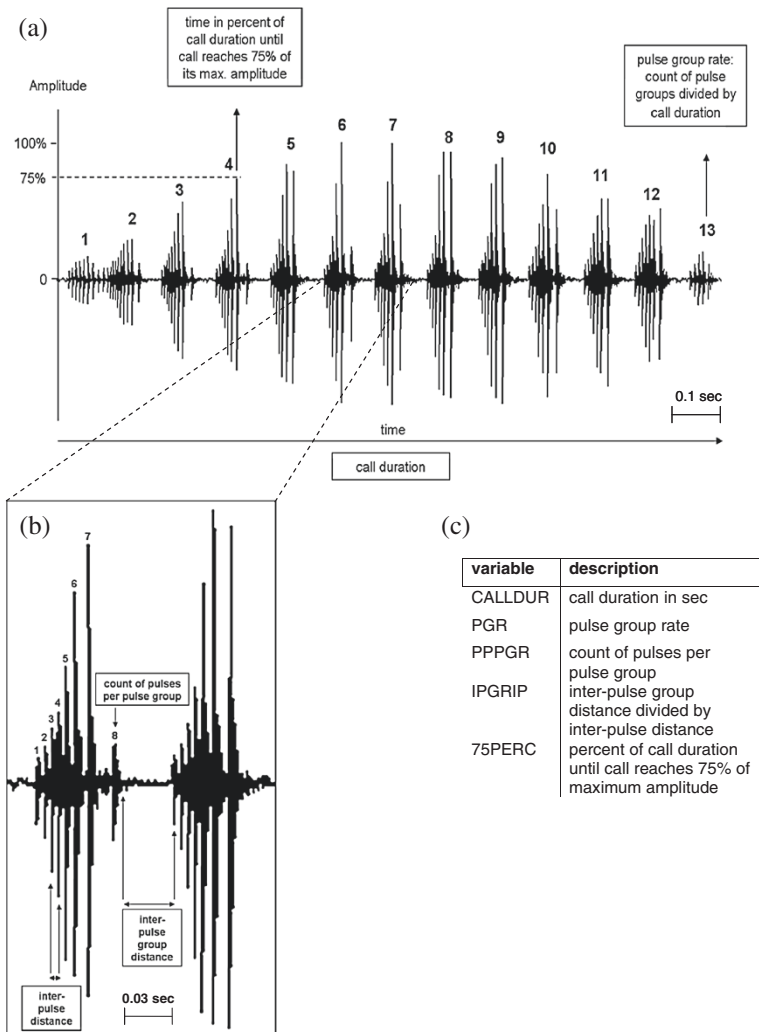 (a)
time in percent of
call duration until
call reaches 75% of
its max. amplitude
pulse group rate:
count of pulse
groups divided by
call duration
Amplitude
100%
75%
0
1
2
3
4
5
6
7
8
9
10
11
12
13
0.1 sec
time
call duration
(b)
1
2
3
4
5
6
7
8
count of pulses
per pulse group
inter-
pulse
group
distance
inter-
pulse
distance
0.03 sec
(c)
variable description
CALLDUR call duration in sec
PGR pulse group rate
PPPGR count of pulses per
pulse group
IPGRIP inter-pulse group
distance divided by
inter-pulse distance
75PERC percent of call duration
until call reaches 75% of
maximum amplitude